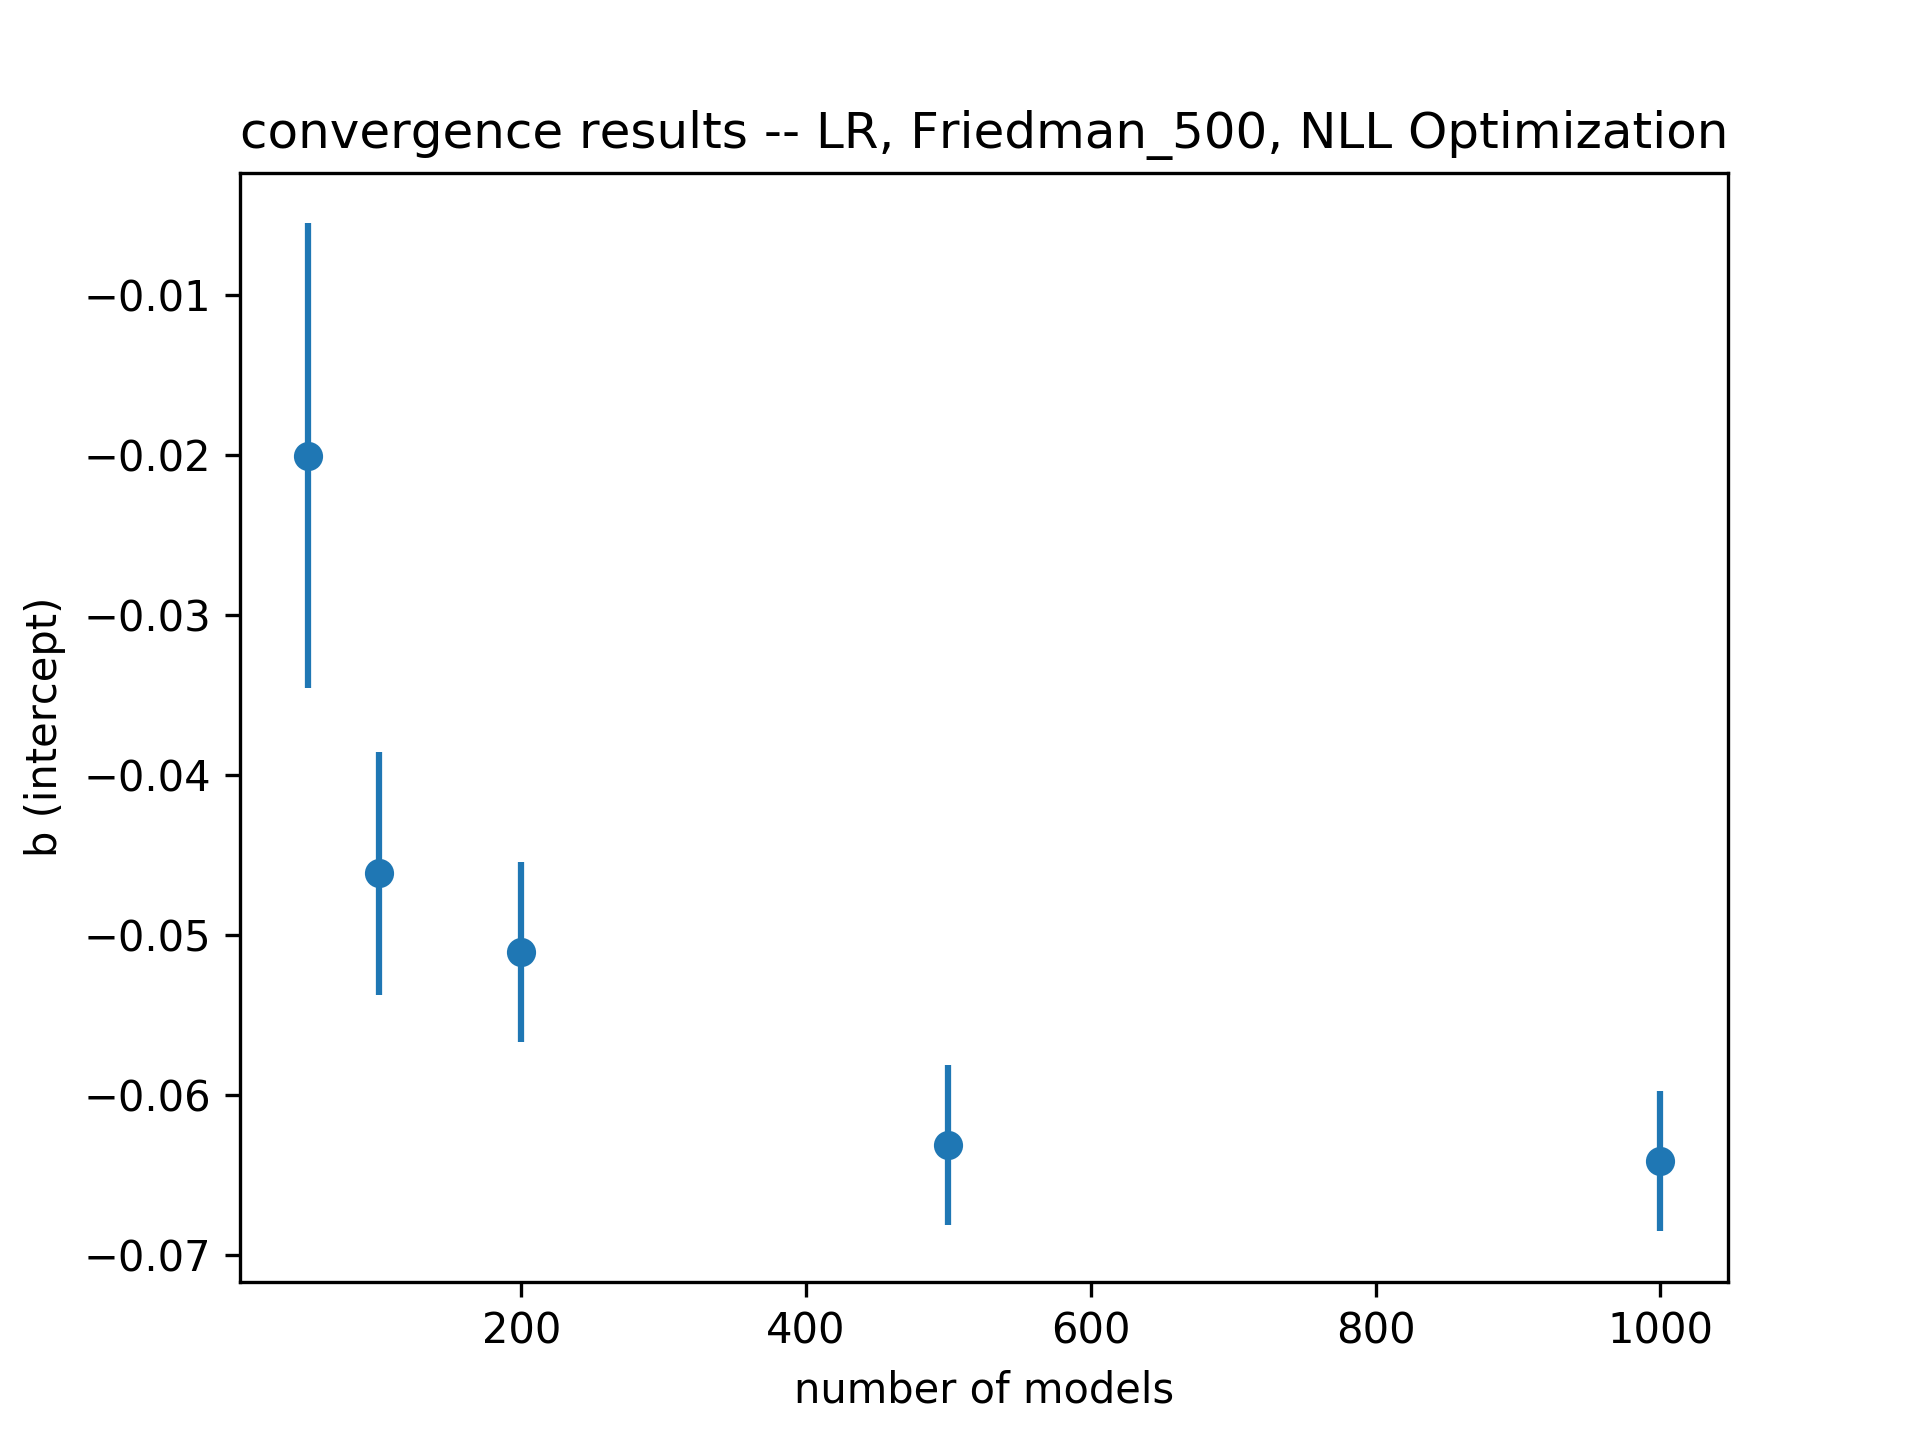 convergence results -- LR, Friedman_500, NLL Optimization
−0.01
−0.02
−0.03
−0.04
−0.05
−0.06
−0.07
b (intercept)
200 400 600 800 1000
number of models